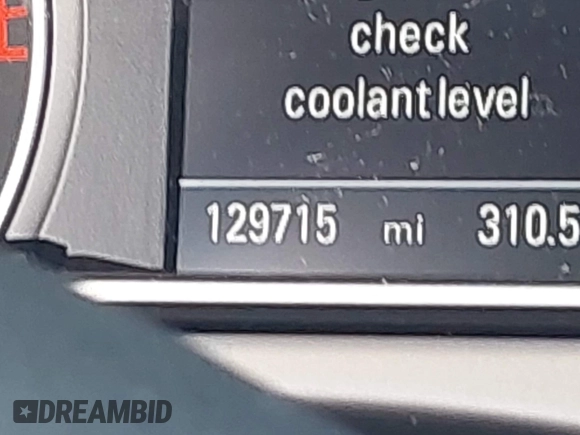 check
coolant level
129715 mi 310.5
DREAMBID